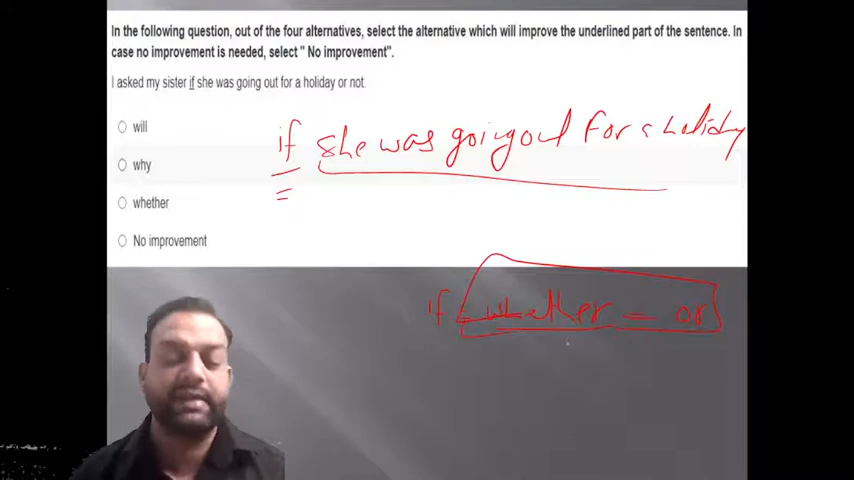 In the following question, out of the four alternatives, select the alternative which will improve the underlined part of the sentence. In
case no improvement is needed, select " No improvement".
I asked my sister if she was going out for a holiday or not.
will
why
whether
No improvement
if she was going out for a holiday
if whether = or